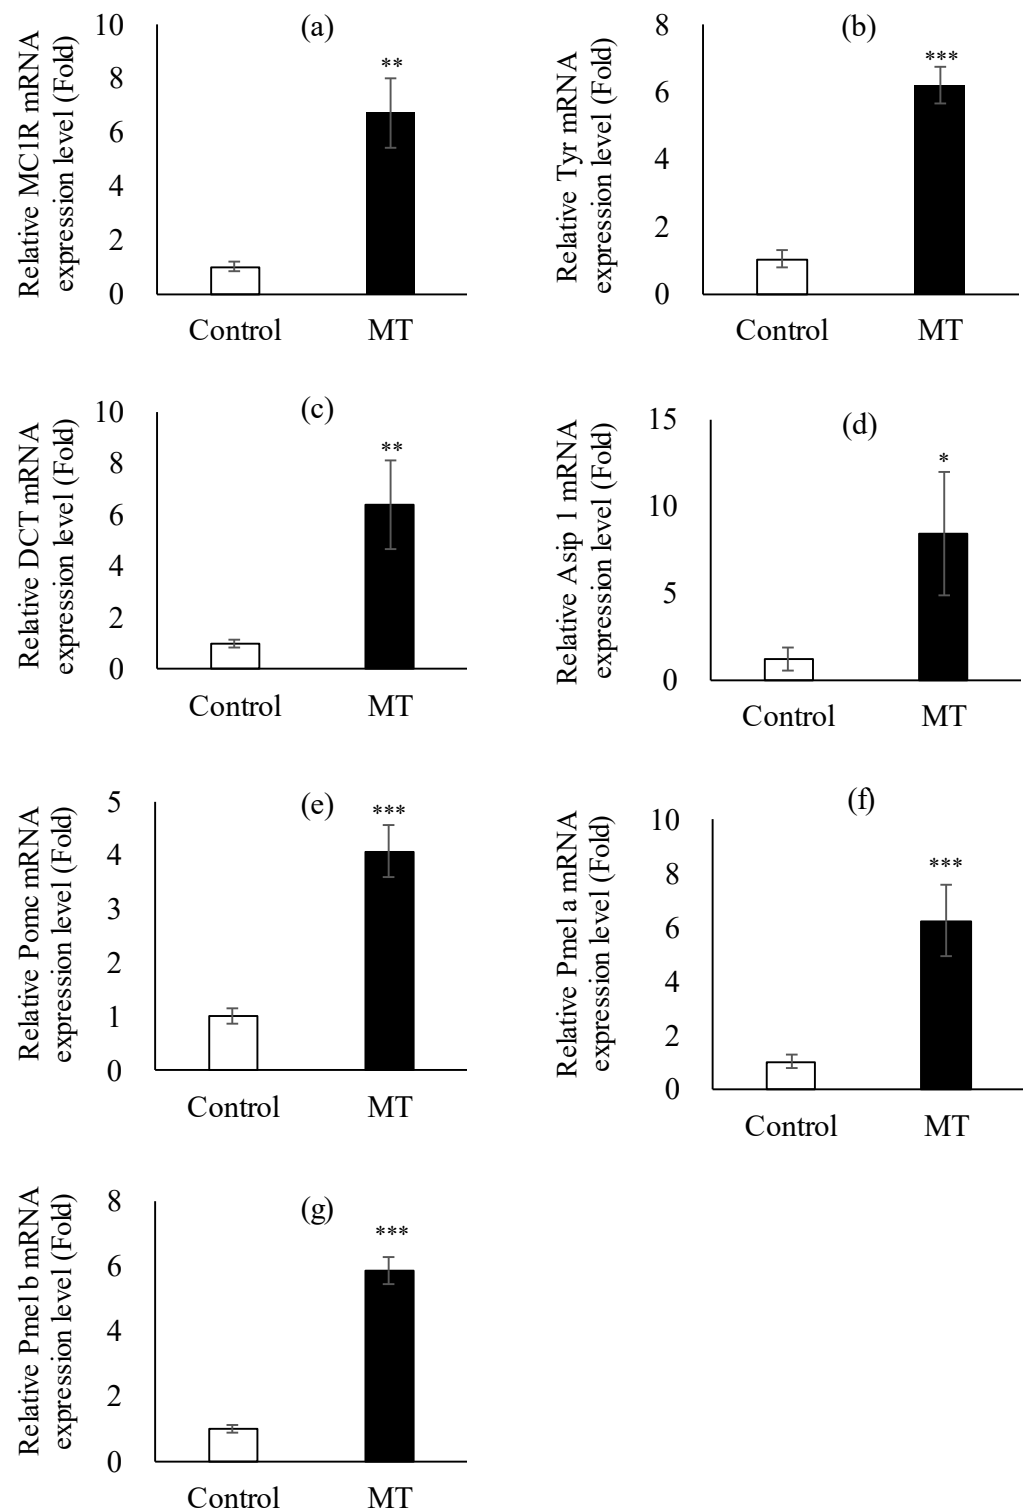 (a)
Relative MC1R mRNA
expression level (Fold)
10
8
6
4
2
0
**
Control MT
(b)
Relative Tyr mRNA
expression level (Fold)
8
6
4
2
0
***
Control MT
(c)
Relative DCT mRNA
expression level (Fold)
10
8
6
4
2
0
**
Control MT
(d)
Relative Asip 1 mRNA
expression level (Fold)
15
10
5
0
*
Control MT
(e)
Relative Pomc mRNA
expression level (Fold)
5
4
3
2
1
0
***
Control MT
(f)
Relative Pmel a mRNA
expression level (Fold)
10
8
6
4
2
0
***
Control MT
(g)
Relative Pmel b mRNA
expression level (Fold)
8
6
4
2
0
***
Control MT